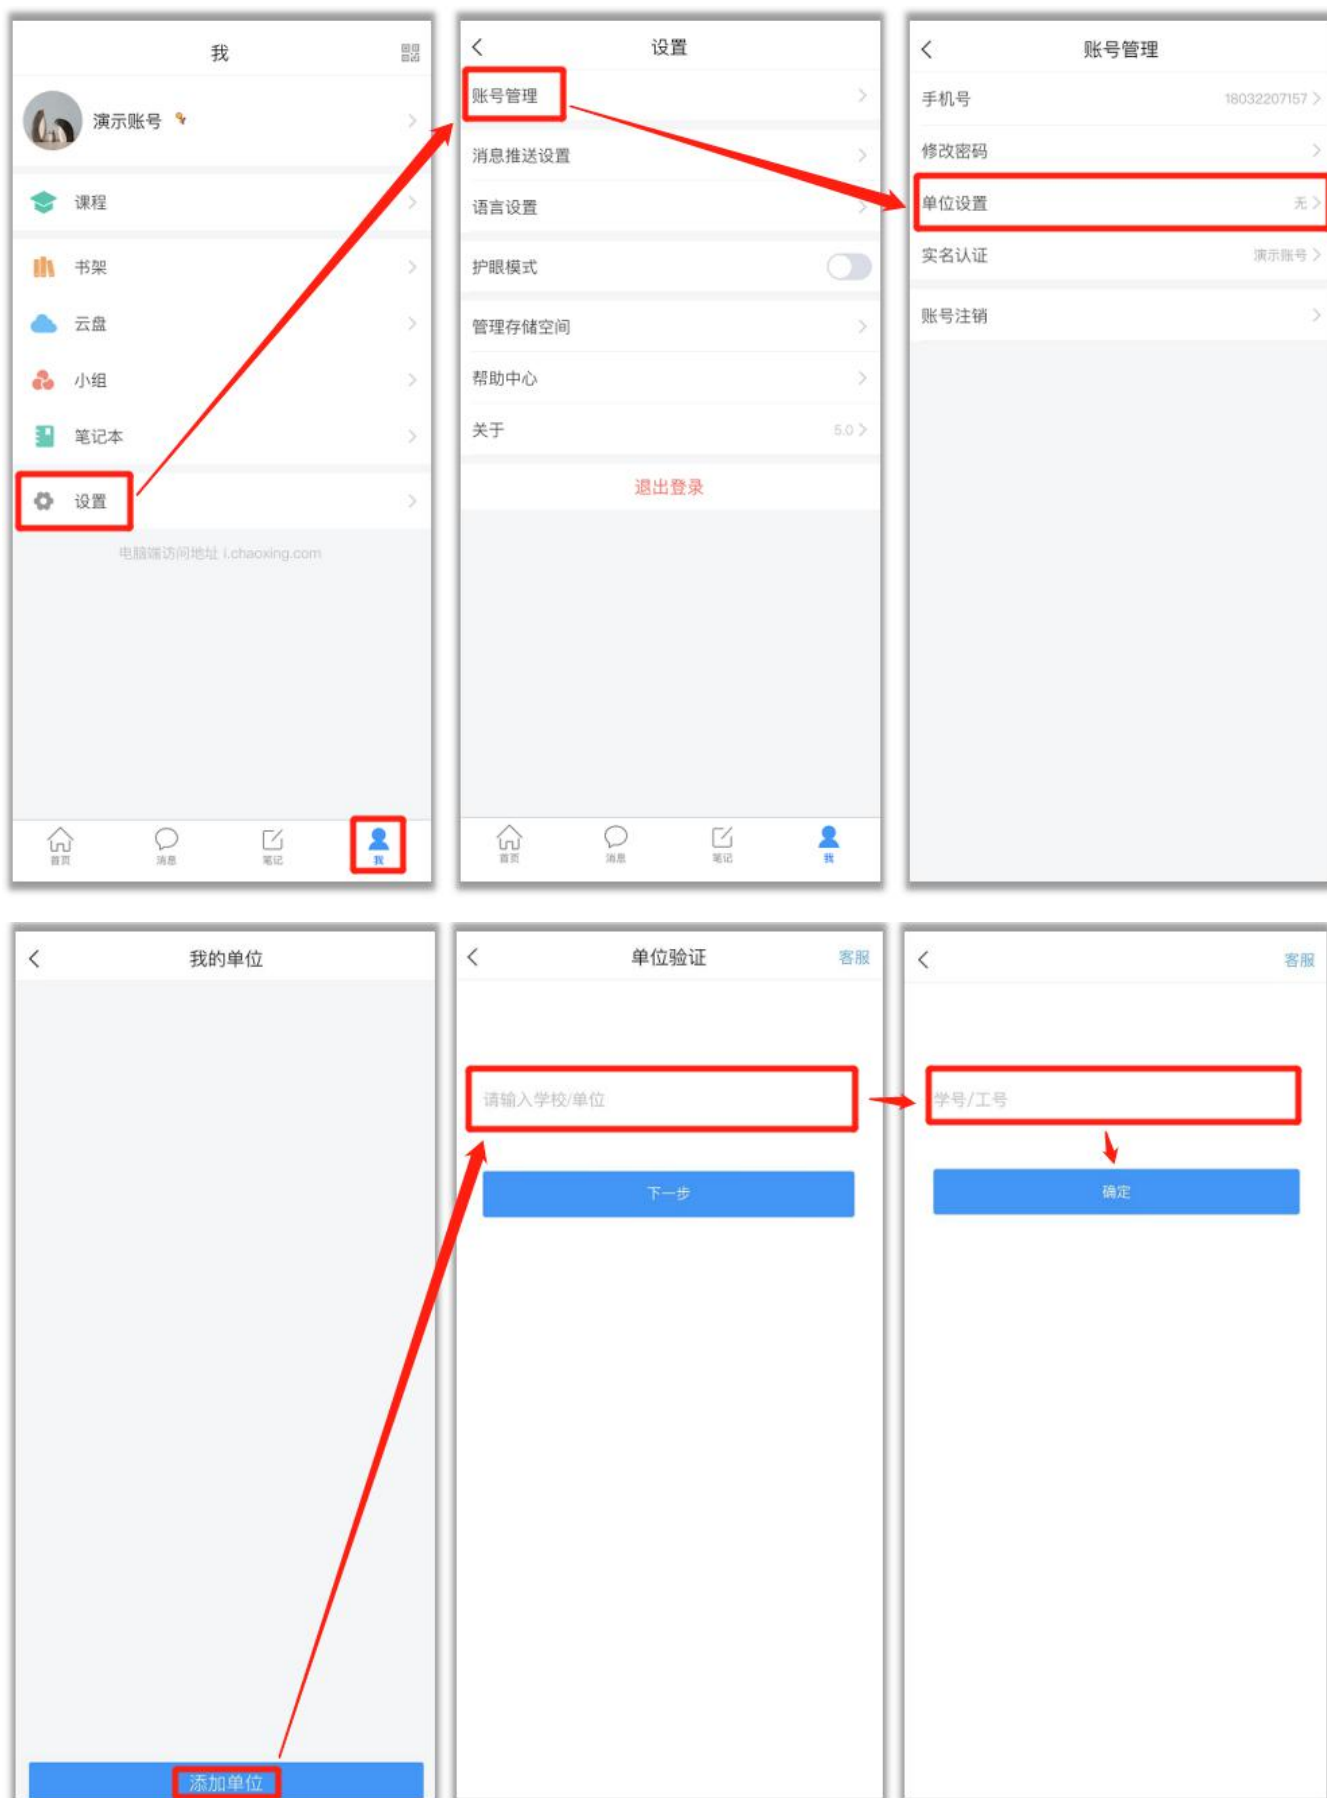 我
演示账号
课程
书架
云盘
小组
笔记本
设置
电脑端访问地址 i.chaoxing.com
首页
消息
笔记
我
设置
账号管理
消息推送设置
语言设置
护眼模式
管理存储空间
帮助中心
关于 5.0
退出登录
首页
消息
笔记
我
账号管理
手机号 18032207157
修改密码
单位设置 无
实名认证 演示账号
账号注销
我的单位
添加单位
单位验证 客服
请输入学校/单位
下一步
客服
学号/工号
确定